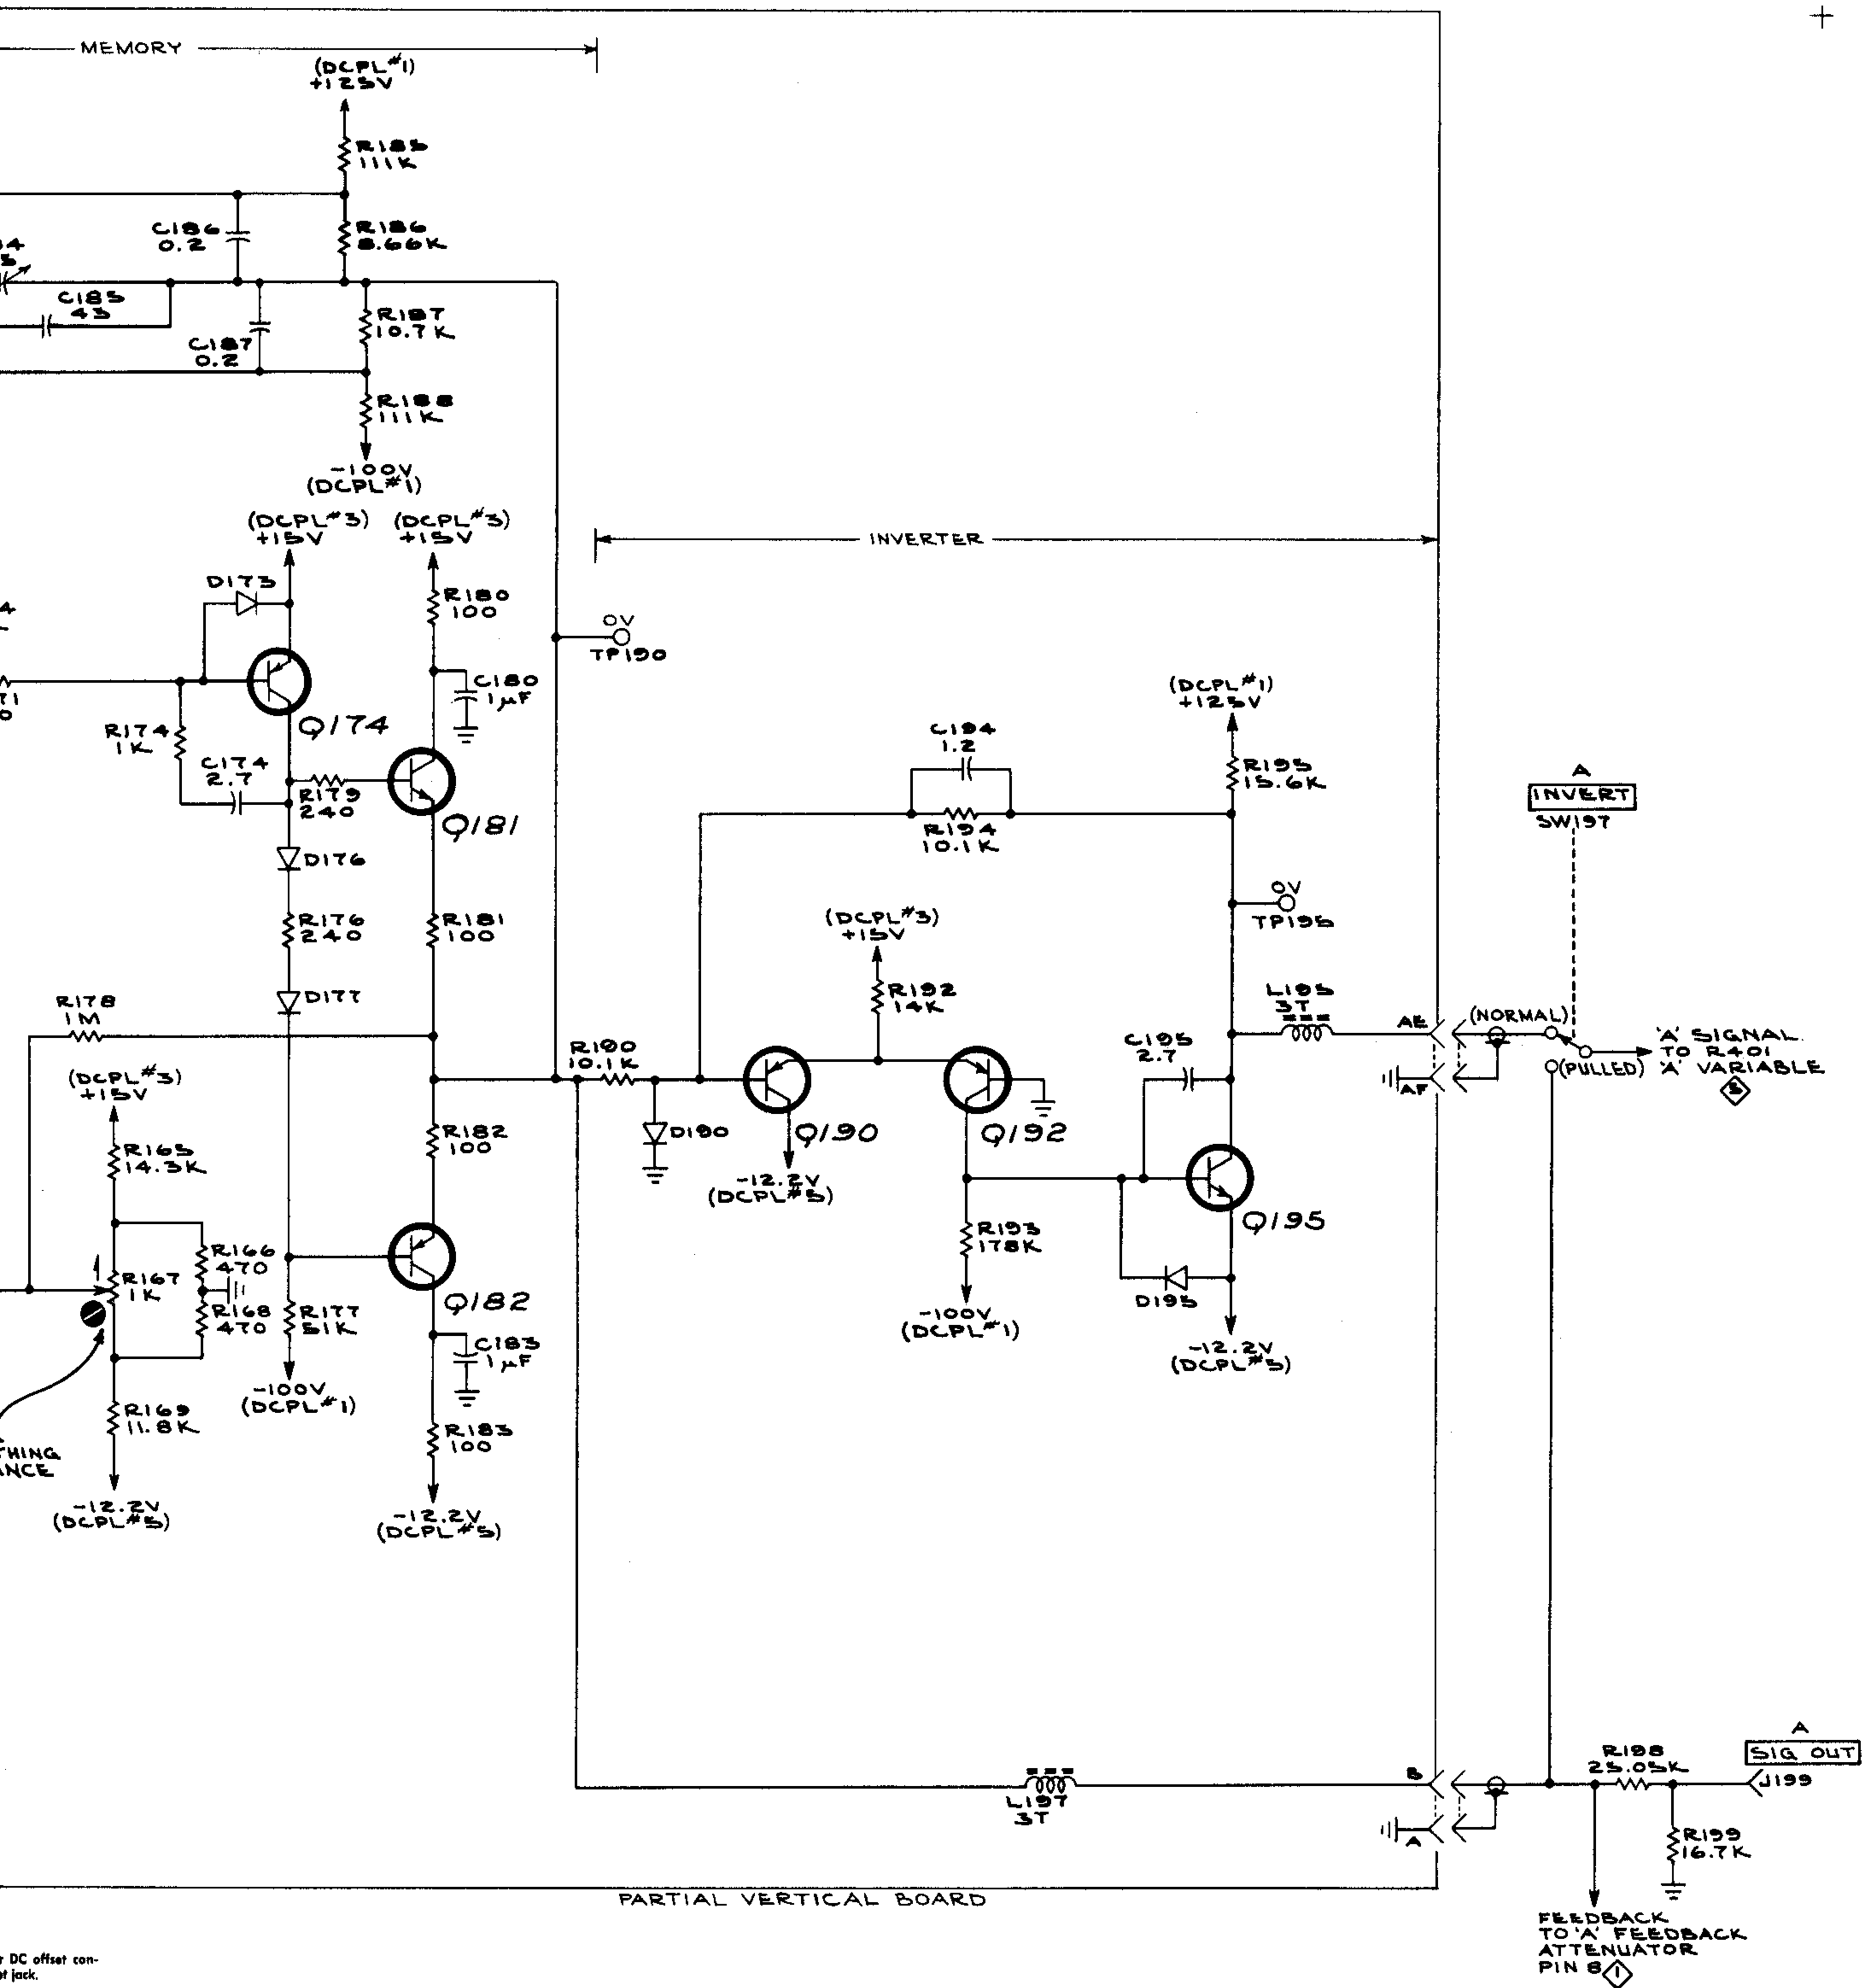 MEMORY
(DCPL#1)
+125V
R185
111K
C186
0.2
R186
8.66K
C185
43
R187
10.7K
C187
0.2
R188
111K
-100V
(DCPL#1)
(DCPL#3)
+15V
(DCPL#3)
+15V
INVERTER
D173
R180
100
0V
TP190
C180
1µF
Q174
R174
1K
C174
2.7
R179
240
Q181
(DCPL#1)
+125V
C194
1.2
R195
15.6K
R194
10.1K
A
INVERT
SW197
D176
R176
240
R181
100
(DCPL#3)
+15V
0V
TP195
D177
R178
1M
R192
14K
L195
3T
AE
(NORMAL)
'A' SIGNAL
TO R401
'A' VARIABLE
(PULLED)
AF
R190
10.1K
C195
2.7
(DCPL#3)
+15V
D190
Q190
Q192
R182
100
R165
14.3K
-12.2V
(DCPL#5)
Q195
R193
178K
R166
470
R167
1K
R168
470
R177
51K
Q182
D195
-100V
(DCPL#1)
C183
1µF
-12.2V
(DCPL#5)
-100V
(DCPL#1)
R169
11.8K
R183
100
-12.2V
(DCPL#5)
-12.2V
(DCPL#5)
L197
3T
B
A
R198
25.05K
A
SIG OUT
J199
R199
16.7K
PARTIAL VERTICAL BOARD
FEEDBACK
TO 'A' FEEDBACK
ATTENUATOR
PIN 8 1
DC offset con-
jack.